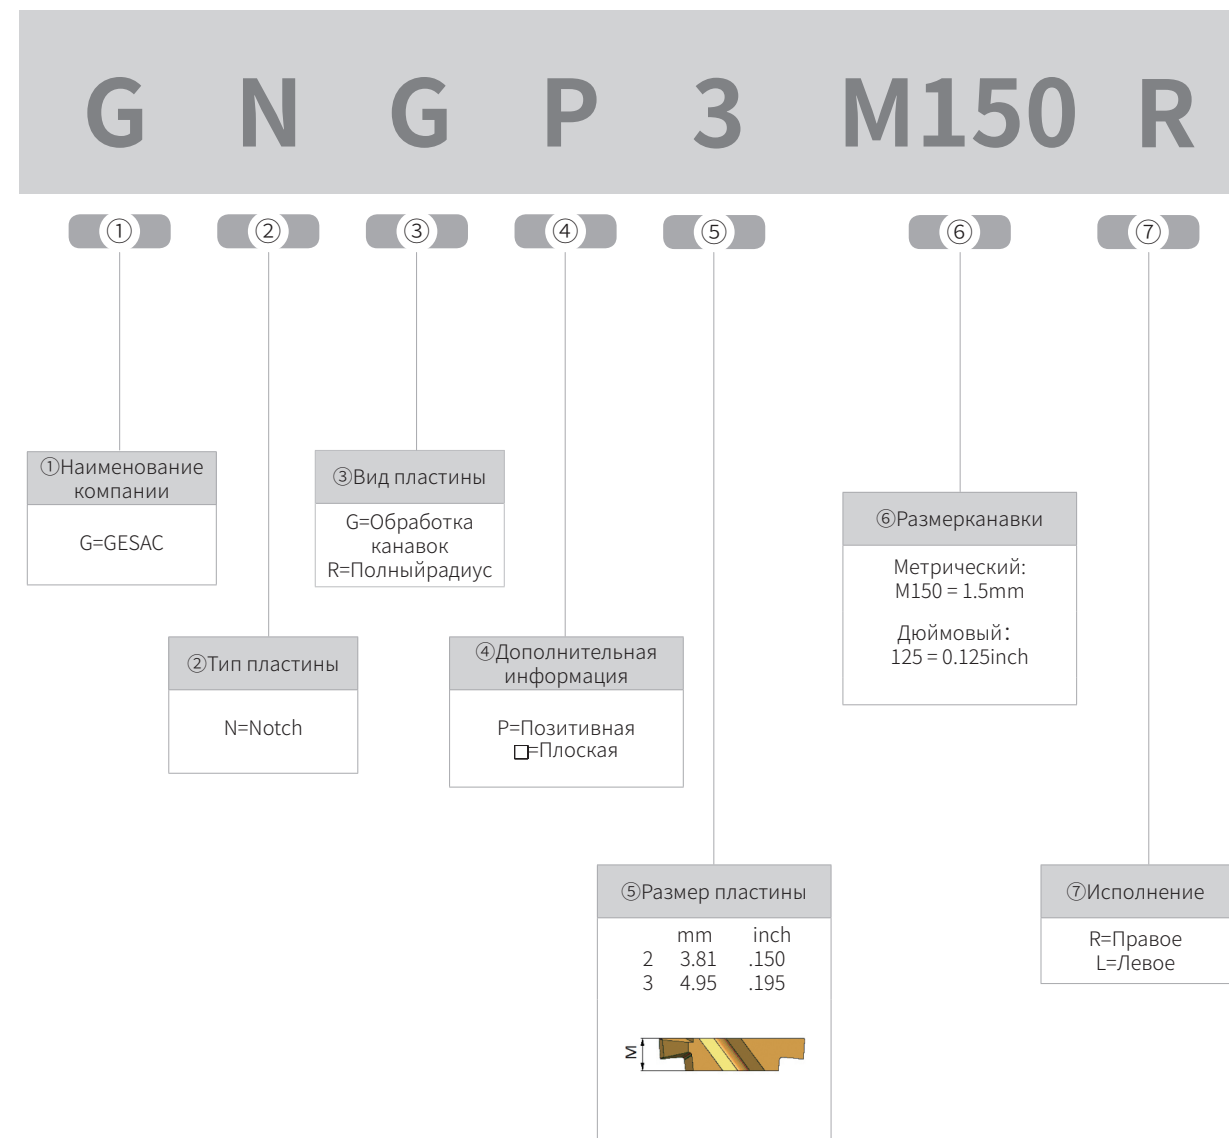 G N G P 3 M150 R
① ② ③ ④ ⑤ ⑥ ⑦
①Наименование
компании
G=GESAC
③Вид пластины
G=Обработка
канавок
R=Полныйрадиус
⑥Размерканавки
Метрический:
M150 = 1.5mm
Дюймовый：
125 = 0.125inch
②Тип пластины
N=Notch
④Дополнительная
информация
P=Позитивная
□=Плоская
⑤Размер пластины
mm inch
2 3.81 .150
3 4.95 .195
M
⑦Исполнение
R=Правое
L=Левое